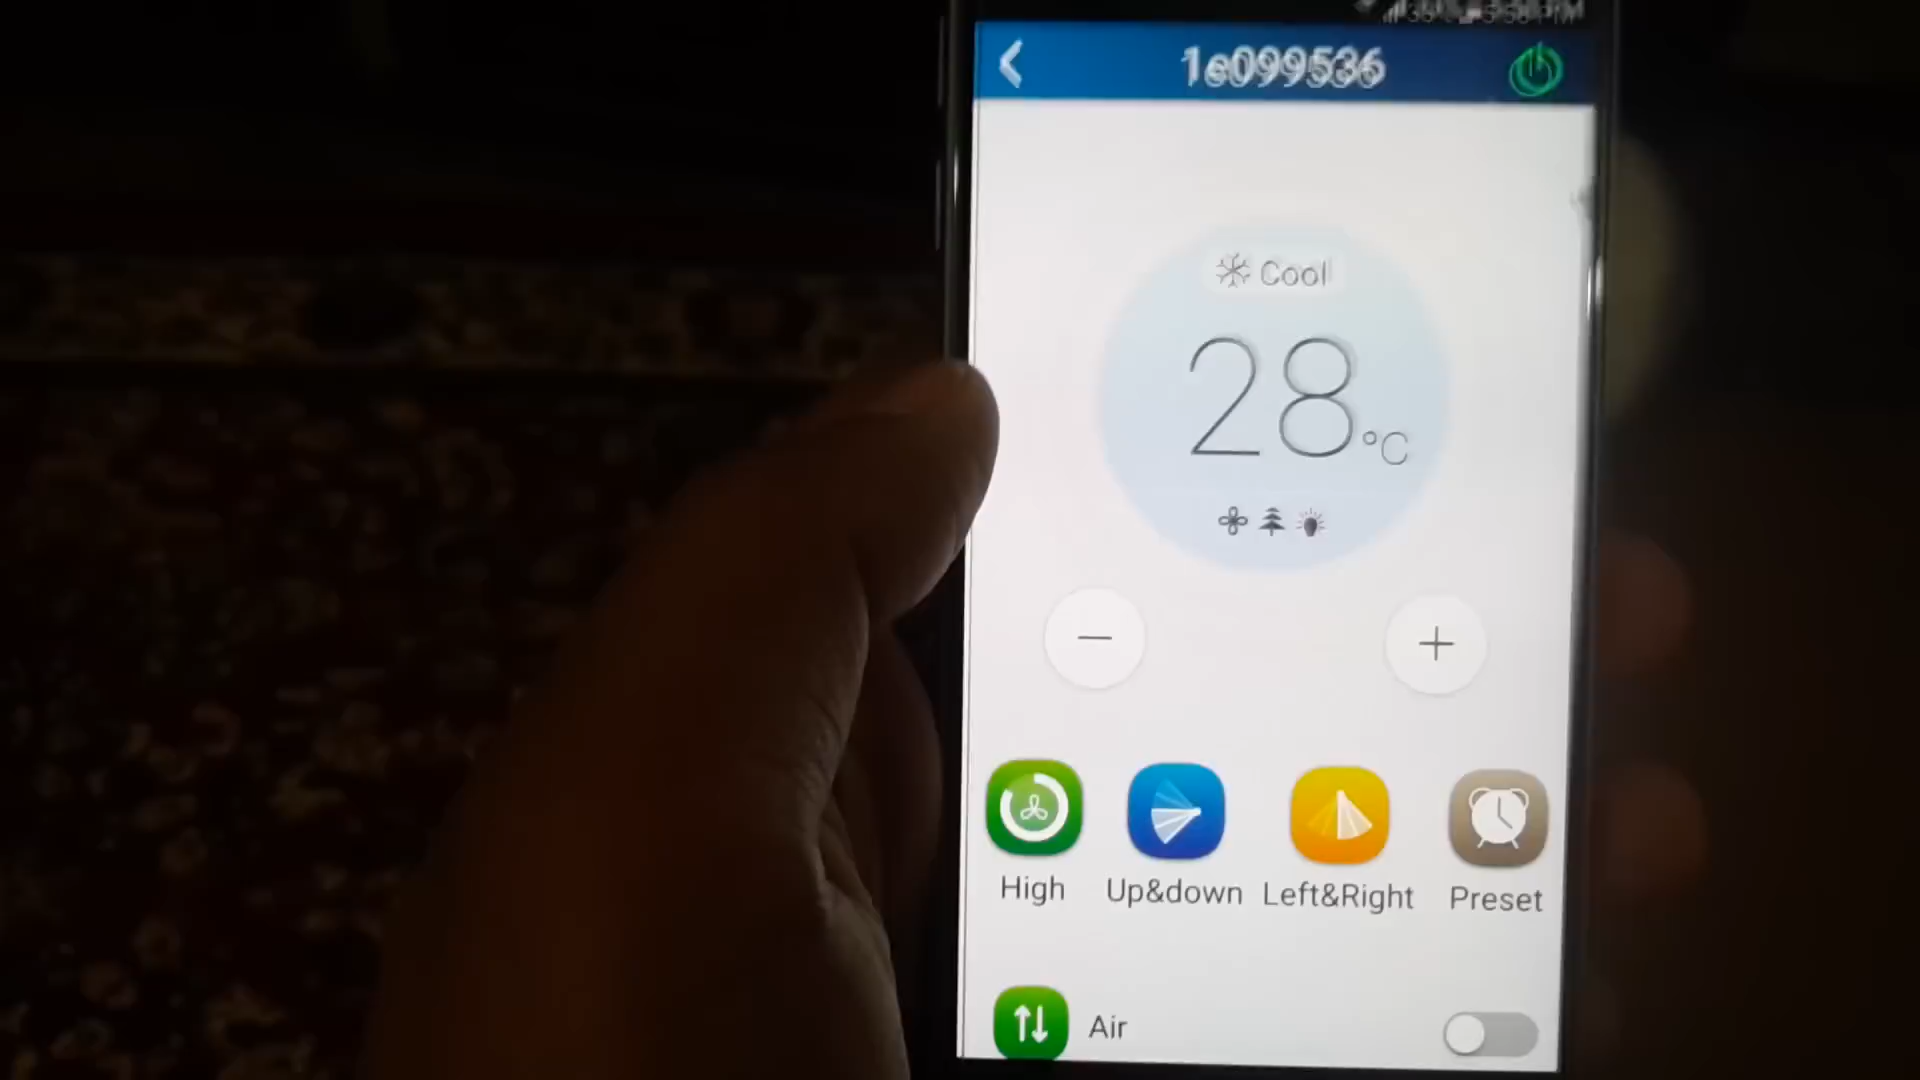 1e099536
Cool
28 °C
High
Up&down
Left&Right
Preset
Air